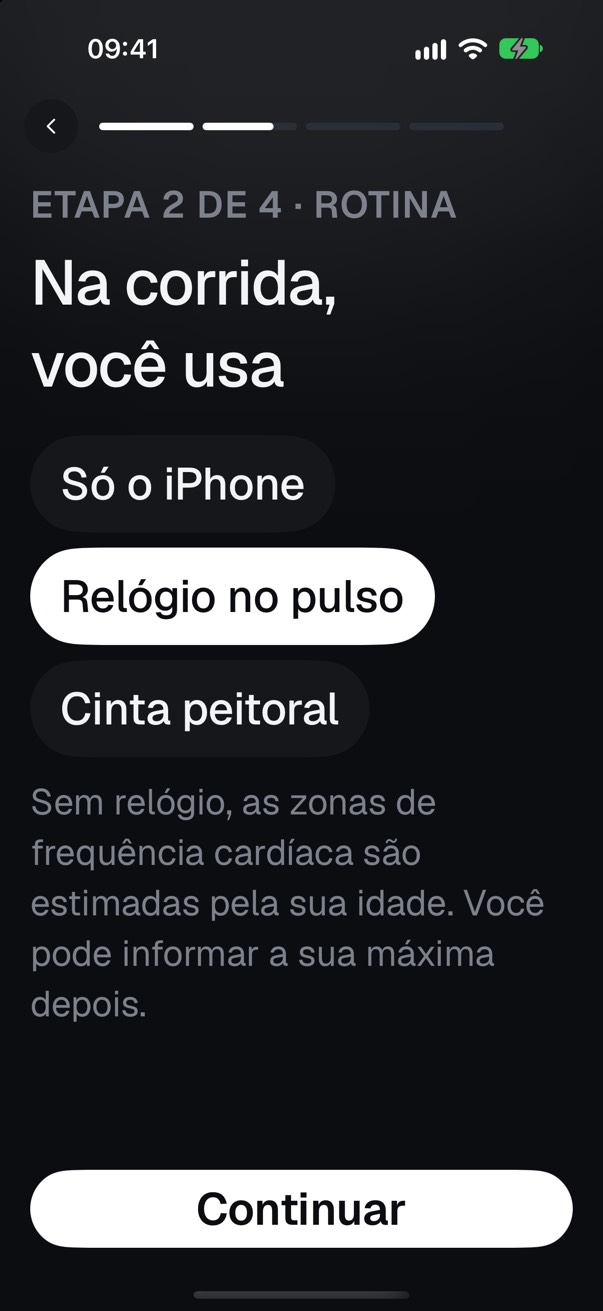 09:41
ETAPA 2 DE 4 · ROTINA
Na corrida,
você usa
Só o iPhone
Relógio no pulso
Cinta peitoral
Sem relógio, as zonas de
frequência cardíaca são
estimadas pela sua idade. Você
pode informar a sua máxima
depois.
Continuar